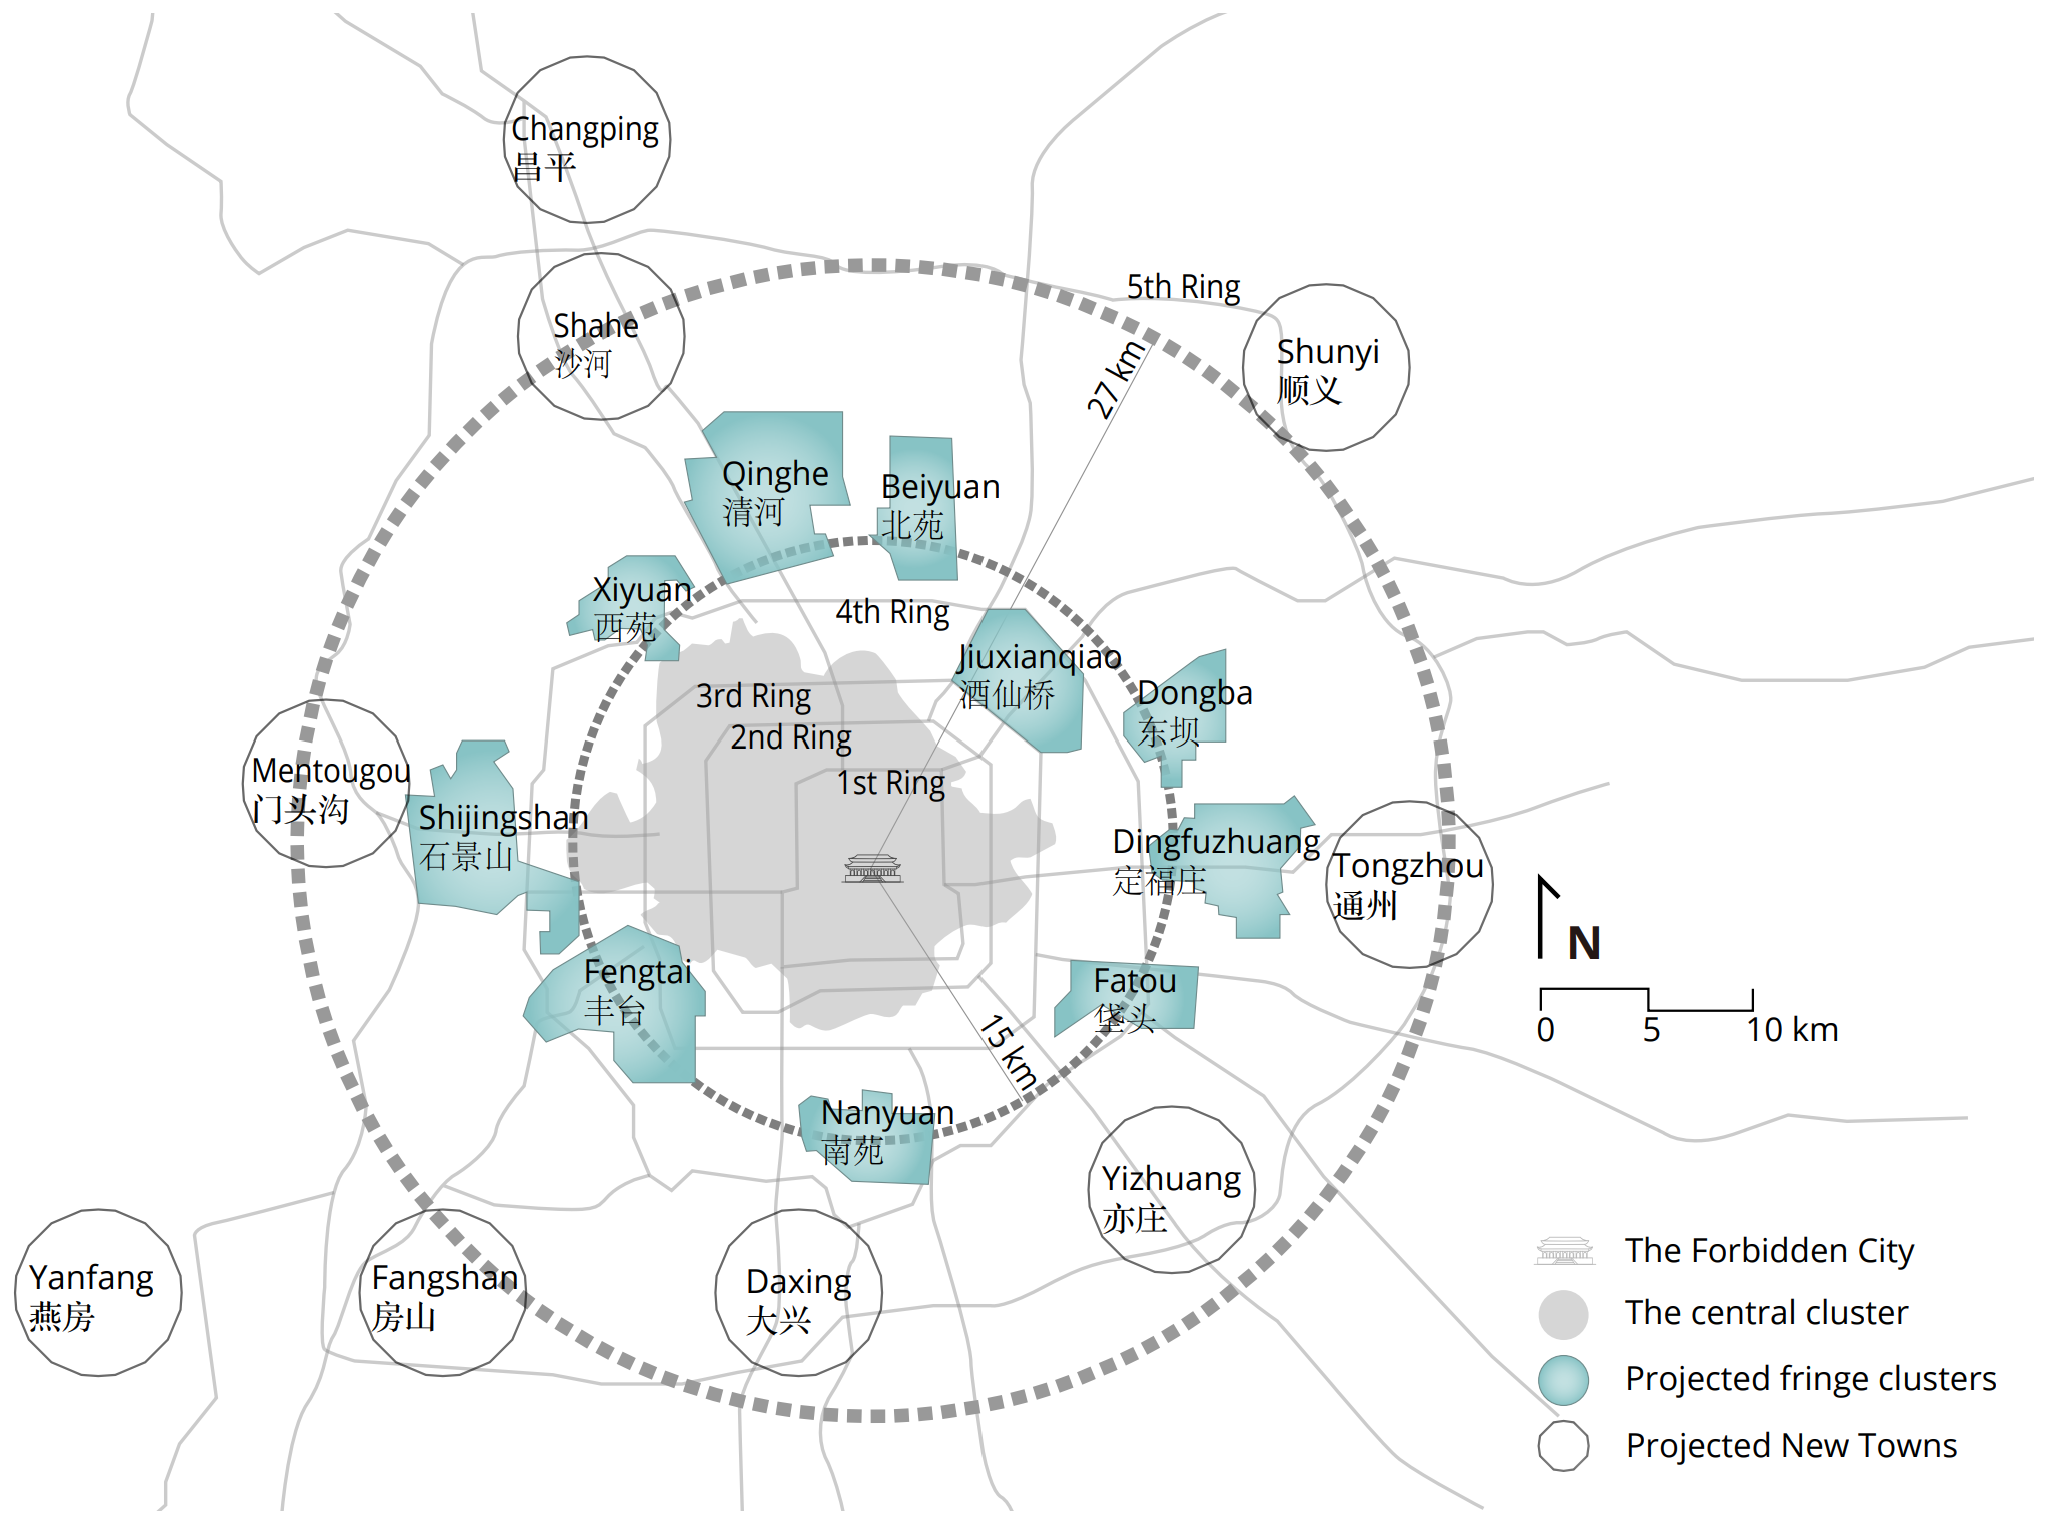 Changping
昌平
5th Ring
Shahe
沙河
Shunyi
顺义
27 km
Qinghe
清河
Beiyuan
北苑
Xiyuan
西苑
4th Ring
Jiuxianqiao
酒仙桥
3rd Ring
Dongba
东坝
2nd Ring
Mentougou
门头沟
1st Ring
Shijingshan
石景山
Dingfuzhuang
定福庄
Tongzhou
通州
N
Fengtai
丰台
Fatou
垡头
0 5 10 km
15 km
Nanyuan
南苑
Yizhuang
亦庄
Yanfang
燕房
Fangshan
房山
Daxing
大兴
The Forbidden City
The central cluster
Projected fringe clusters
Projected New Towns